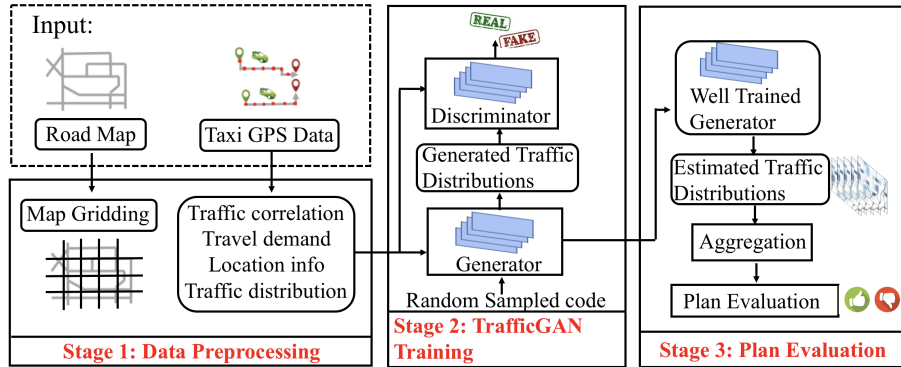 Input:
Road Map
Taxi GPS Data
Map Gridding
Traffic correlation
Travel demand
Location info
Traffic distribution
Stage 1: Data Preprocessing
REAL
FAKE
Discriminator
Generated Traffic
Distributions
Generator
Random Sampled code
Stage 2: TrafficGAN
Training
Well Trained
Generator
Estimated Traffic
Distributions
Aggregation
Plan Evaluation
Stage 3: Plan Evaluation